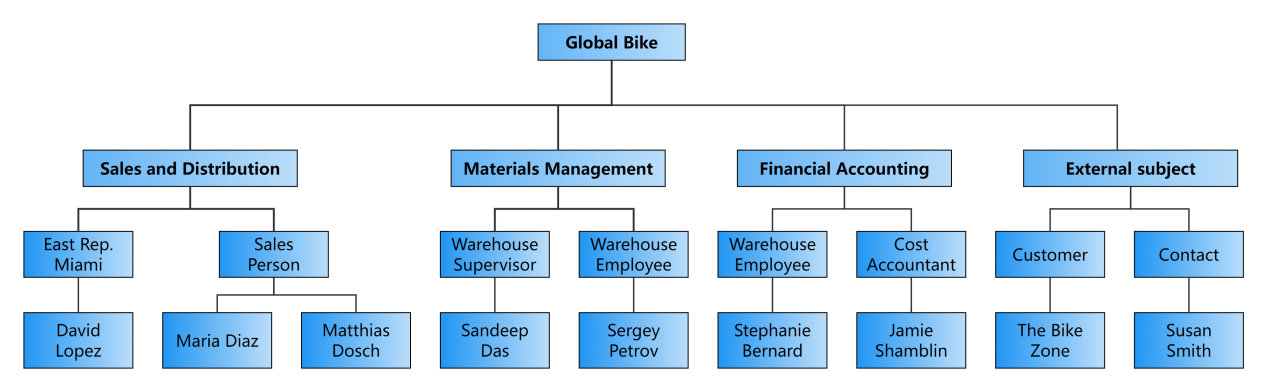 Global Bike
Sales and Distribution
Materials Management
Financial Accounting
External subject
East Rep.
Miami
Sales
Person
Warehouse
Supervisor
Warehouse
Employee
Warehouse
Employee
Cost
Accountant
Customer
Contact
David
Lopez
Maria Diaz
Matthias
Dosch
Sandeep
Das
Sergey
Petrov
Stephanie
Bernard
Jamie
Shamblin
The Bike
Zone
Susan
Smith